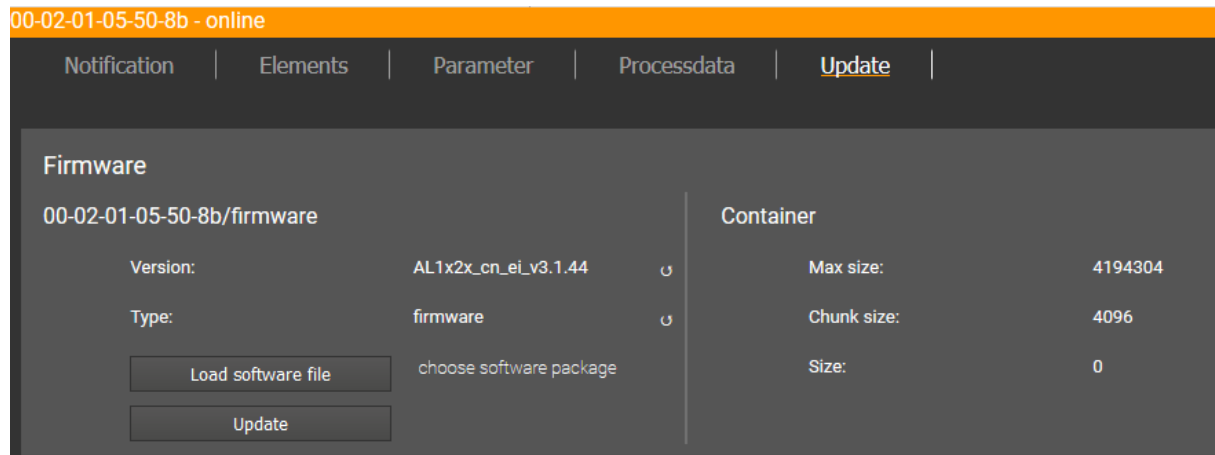 00-02-01-05-50-8b - online
Notification | Elements | Parameter | Processdata | Update |
Firmware
00-02-01-05-50-8b/firmware
Container
Version: AL1x2x_cn_ei_v3.1.44 ↺
Max size: 4194304
Type: firmware ↺
Chunk size: 4096
Load software file choose software package
Size: 0
Update